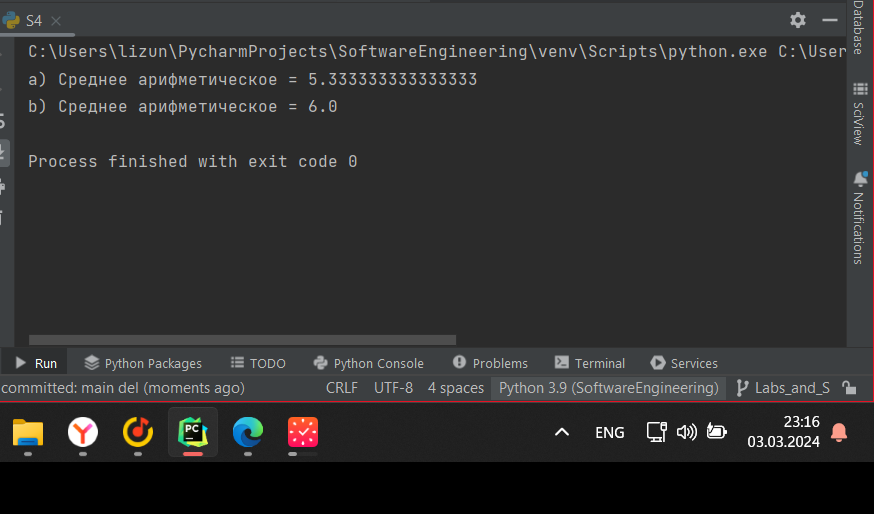 S4
C:\Users\lizun\PycharmProjects\SoftwareEngineering\venv\Scripts\python.exe C:\User
а) Среднее арифметическое = 5.333333333333333
b) Среднее арифметическое = 6.0
Process finished with exit code 0
Database
SciView
Notifications
Run
Python Packages
TODO
Python Console
Problems
Terminal
Services
committed: main del (moments ago)
CRLF
UTF-8
4 spaces
Python 3.9 (SoftwareEngineering)
Labs_and_S
PC
ENG
23:16
03.03.2024